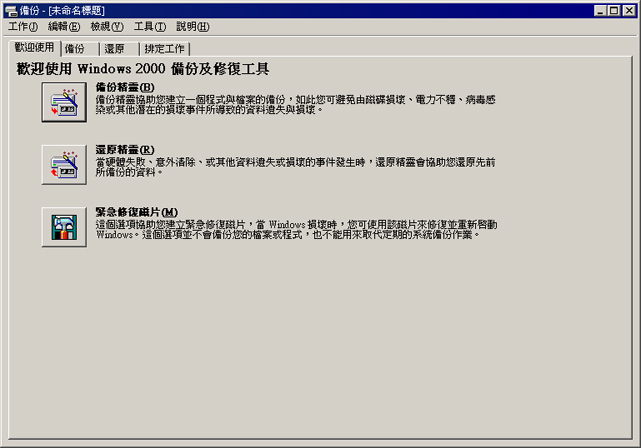 備份 - [未命名標題]
工作(J) 編輯(E) 檢視(V) 工具(T) 說明(H)
歡迎使用 備份 還原 排定工作
歡迎使用 Windows 2000 備份及修復工具
備份精靈(B)
備份精靈協助您建立一個程式與檔案的備份，如此您可避免由磁碟損壞、電力不穩、病毒感
染或其他潛在的損壞事件所導致的資料遺失與損壞。
還原精靈(R)
當硬體失敗、意外清除、或其他資料遺失或損壞的事件發生時，還原精靈會協助您還原先前
所備份的資料。
緊急修復磁片(M)
這個選項協助您建立緊急修復磁片，當 Windows 損壞時，您可使用該磁片來修復並重新啟動
Windows。這個選項並不會備份您的檔案或程式，也不能用來取代定期的系統備份作業。